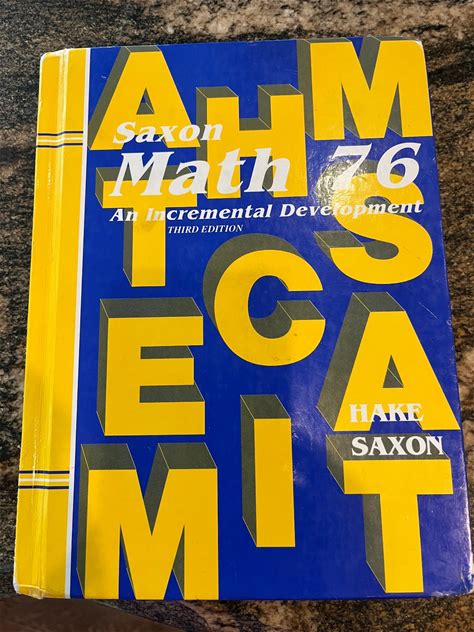 A H M
Saxon
Math 76
An Incremental Development
THIRD EDITION
T C S
E A
HAKE
SAXON
M I T